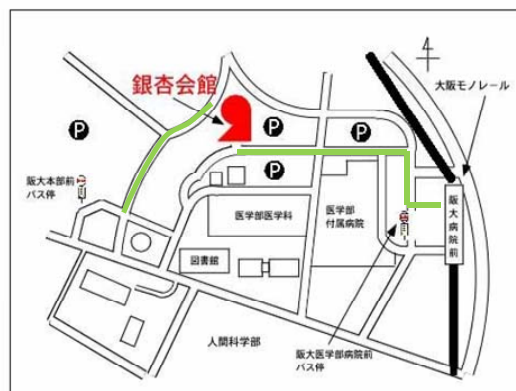 4
大阪モノレール
銀杏会館
P
P
P
P
阪大本部前
バス停
阪大病院前
医学部医学科
医学部
付属病院
図書館
人間科学部
阪大医学部病院前
バス停